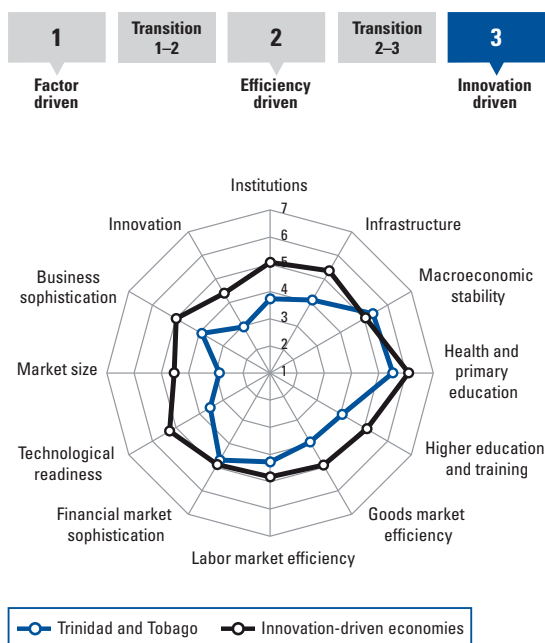 1
Transition
1–2
2
Transition
2–3
3
Factor
driven
Efficiency
driven
Innovation
driven
Institutions
Infrastructure
Macroeconomic
stability
Health and
primary
education
Higher education
and training
Goods market
efficiency
Labor market efficiency
Financial market
sophistication
Technological
readiness
Market size
Business
sophistication
Innovation
7
6
5
4
3
2
1
Trinidad and Tobago
Innovation-driven economies